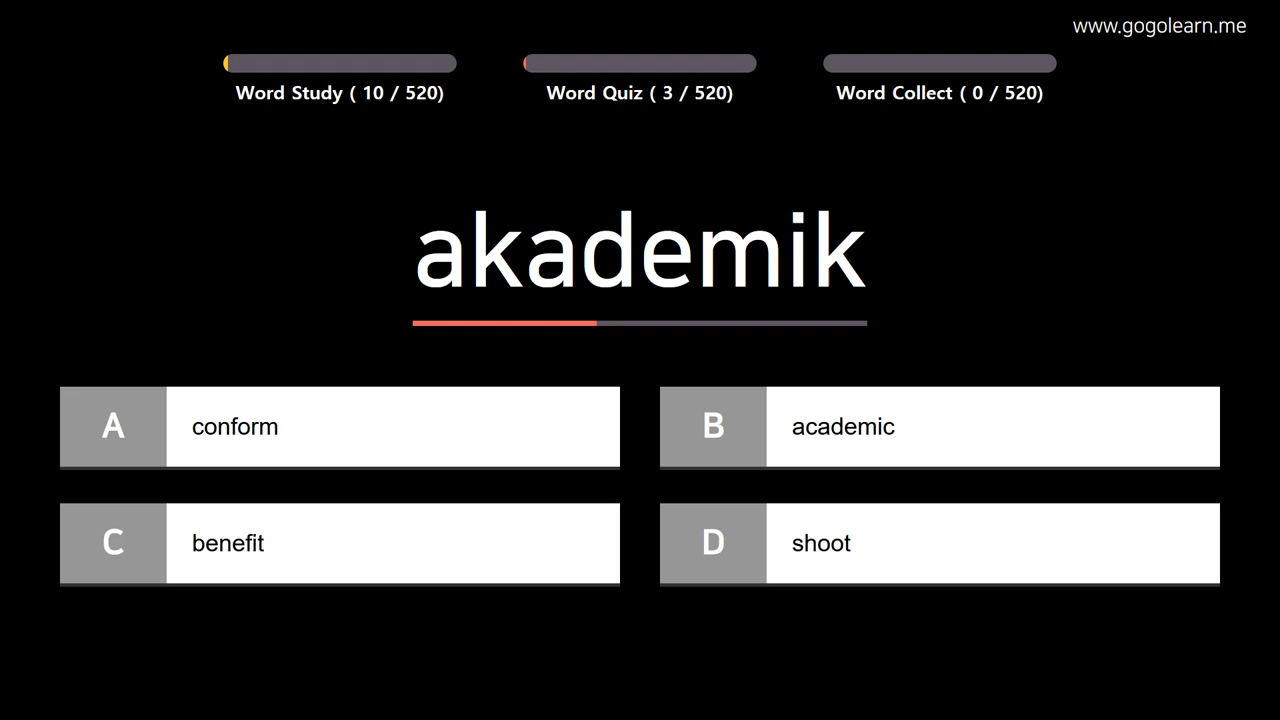 www.gogolearn.me
Word Study ( 10 / 520)
Word Quiz ( 3 / 520)
Word Collect ( 0 / 520)
akademik
A conform
B academic
C benefit
D shoot